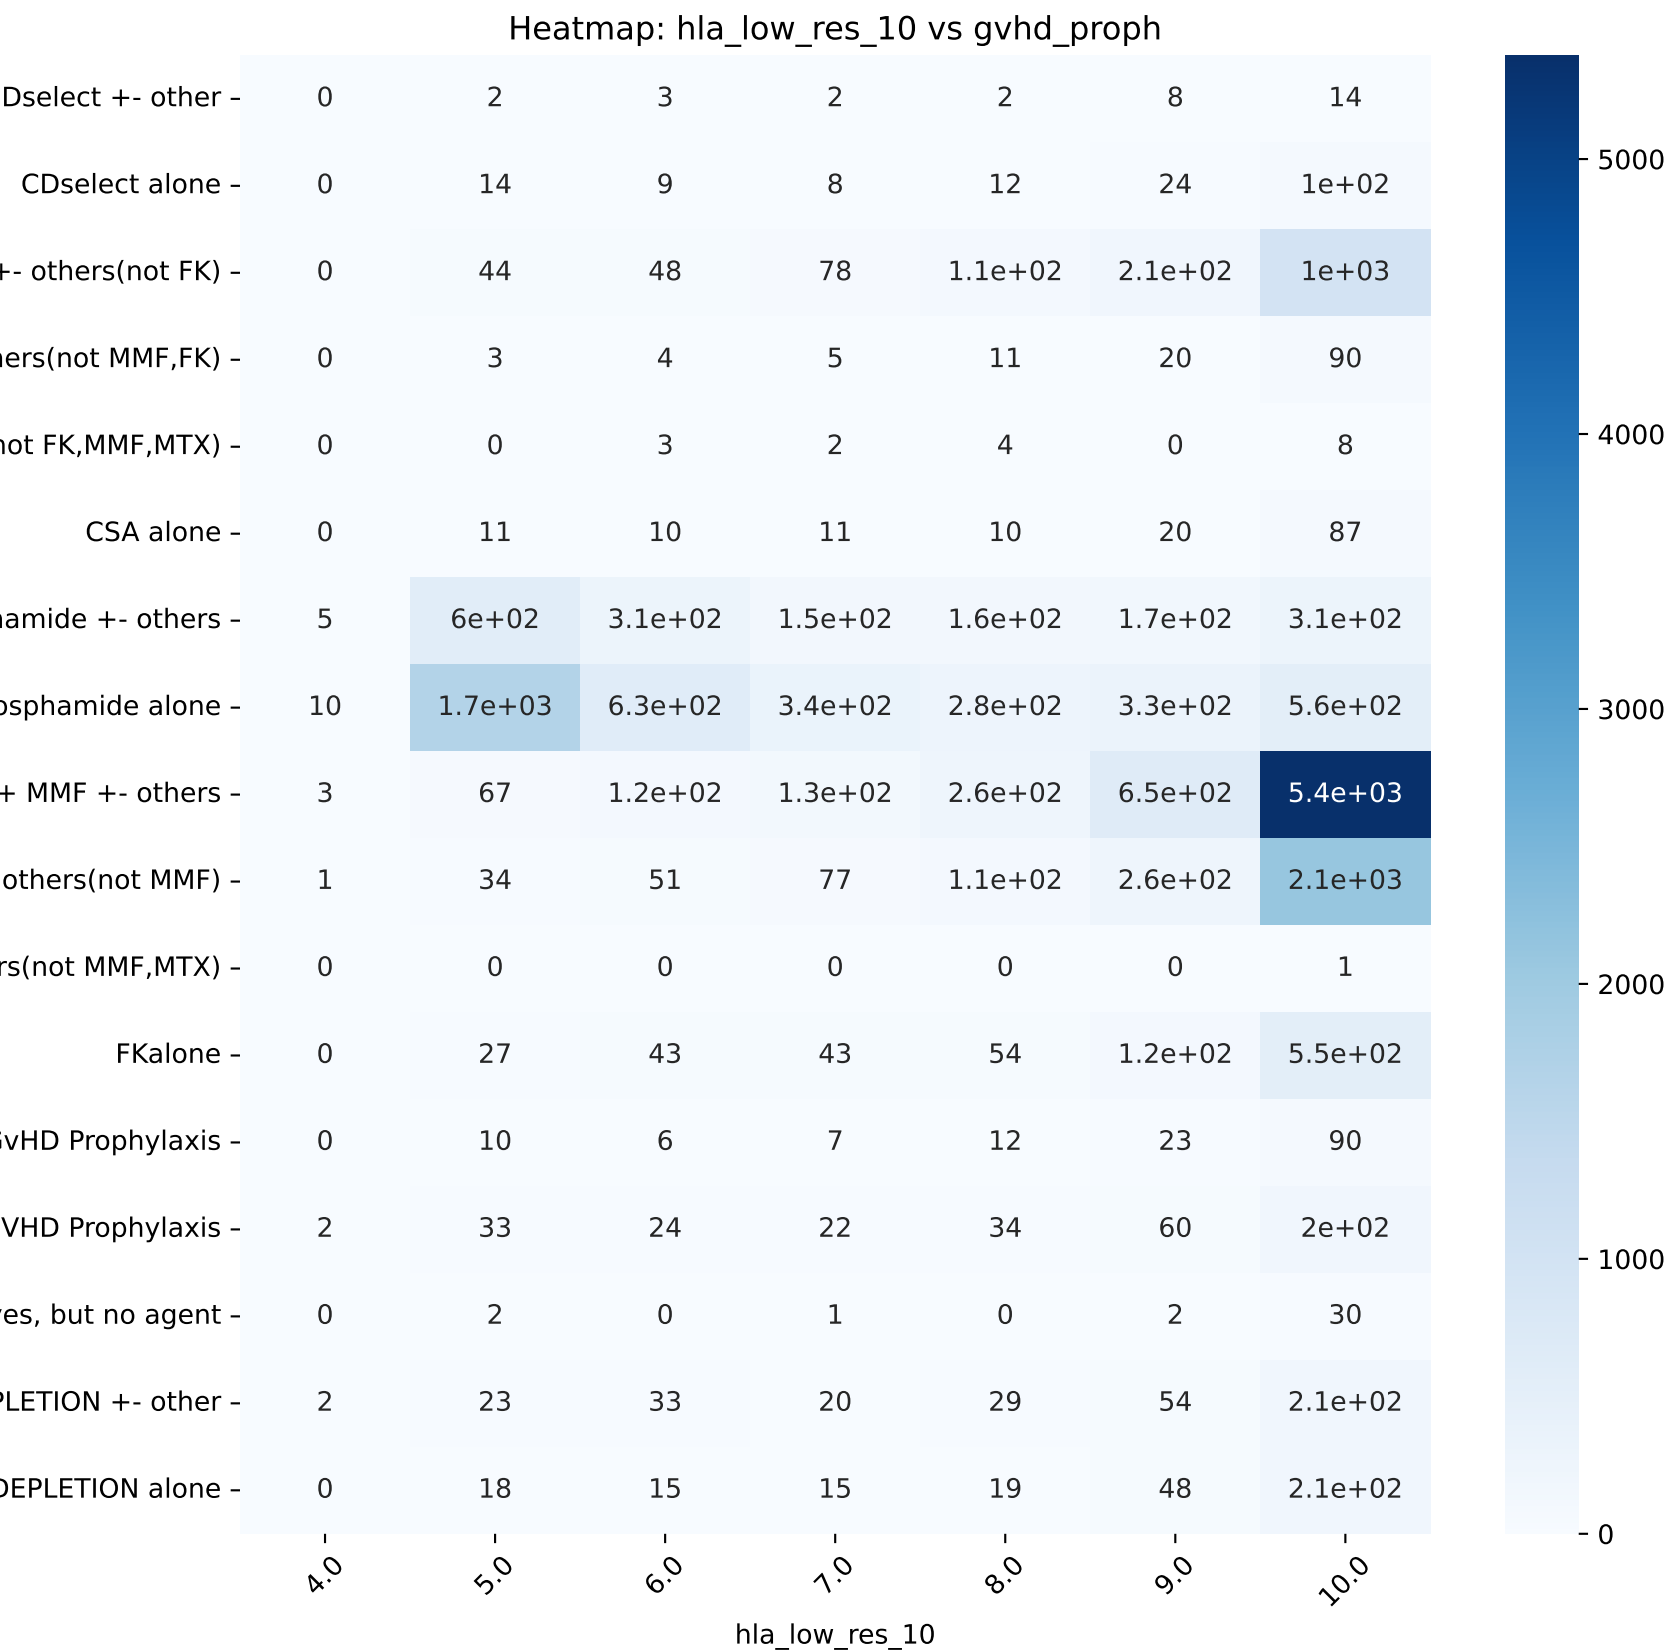 Heatmap: hla_low_res_10 vs gvhd_proph
Dselect +- other 0 2 3 2 2 8 14
CDselect alone 0 14 9 8 12 24 1e+02
+- others(not FK) 0 44 48 78 1.1e+02 2.1e+02 1e+03
ers(not MMF,FK) 0 3 4 5 11 20 90
not FK,MMF,MTX) 0 0 3 2 4 0 8
CSA alone 0 11 10 11 10 20 87
amide +- others 5 6e+02 3.1e+02 1.5e+02 1.6e+02 1.7e+02 3.1e+02
osphamide alone 10 1.7e+03 6.3e+02 3.4e+02 2.8e+02 3.3e+02 5.6e+02
+ MMF +- others 3 67 1.2e+02 1.3e+02 2.6e+02 6.5e+02 5.4e+03
others(not MMF) 1 34 51 77 1.1e+02 2.6e+02 2.1e+03
rs(not MMF,MTX) 0 0 0 0 0 0 1
FKalone 0 27 43 43 54 1.2e+02 5.5e+02
GvHD Prophylaxis 0 10 6 7 12 23 90
VHD Prophylaxis 2 33 24 22 34 60 2e+02
yes, but no agent 0 2 0 1 0 2 30
PLETION +- other 2 23 33 20 29 54 2.1e+02
DEPLETION alone 0 18 15 15 19 48 2.1e+02
4.0 5.0 6.0 7.0 8.0 9.0 10.0
hla_low_res_10
5000
4000
3000
2000
1000
0